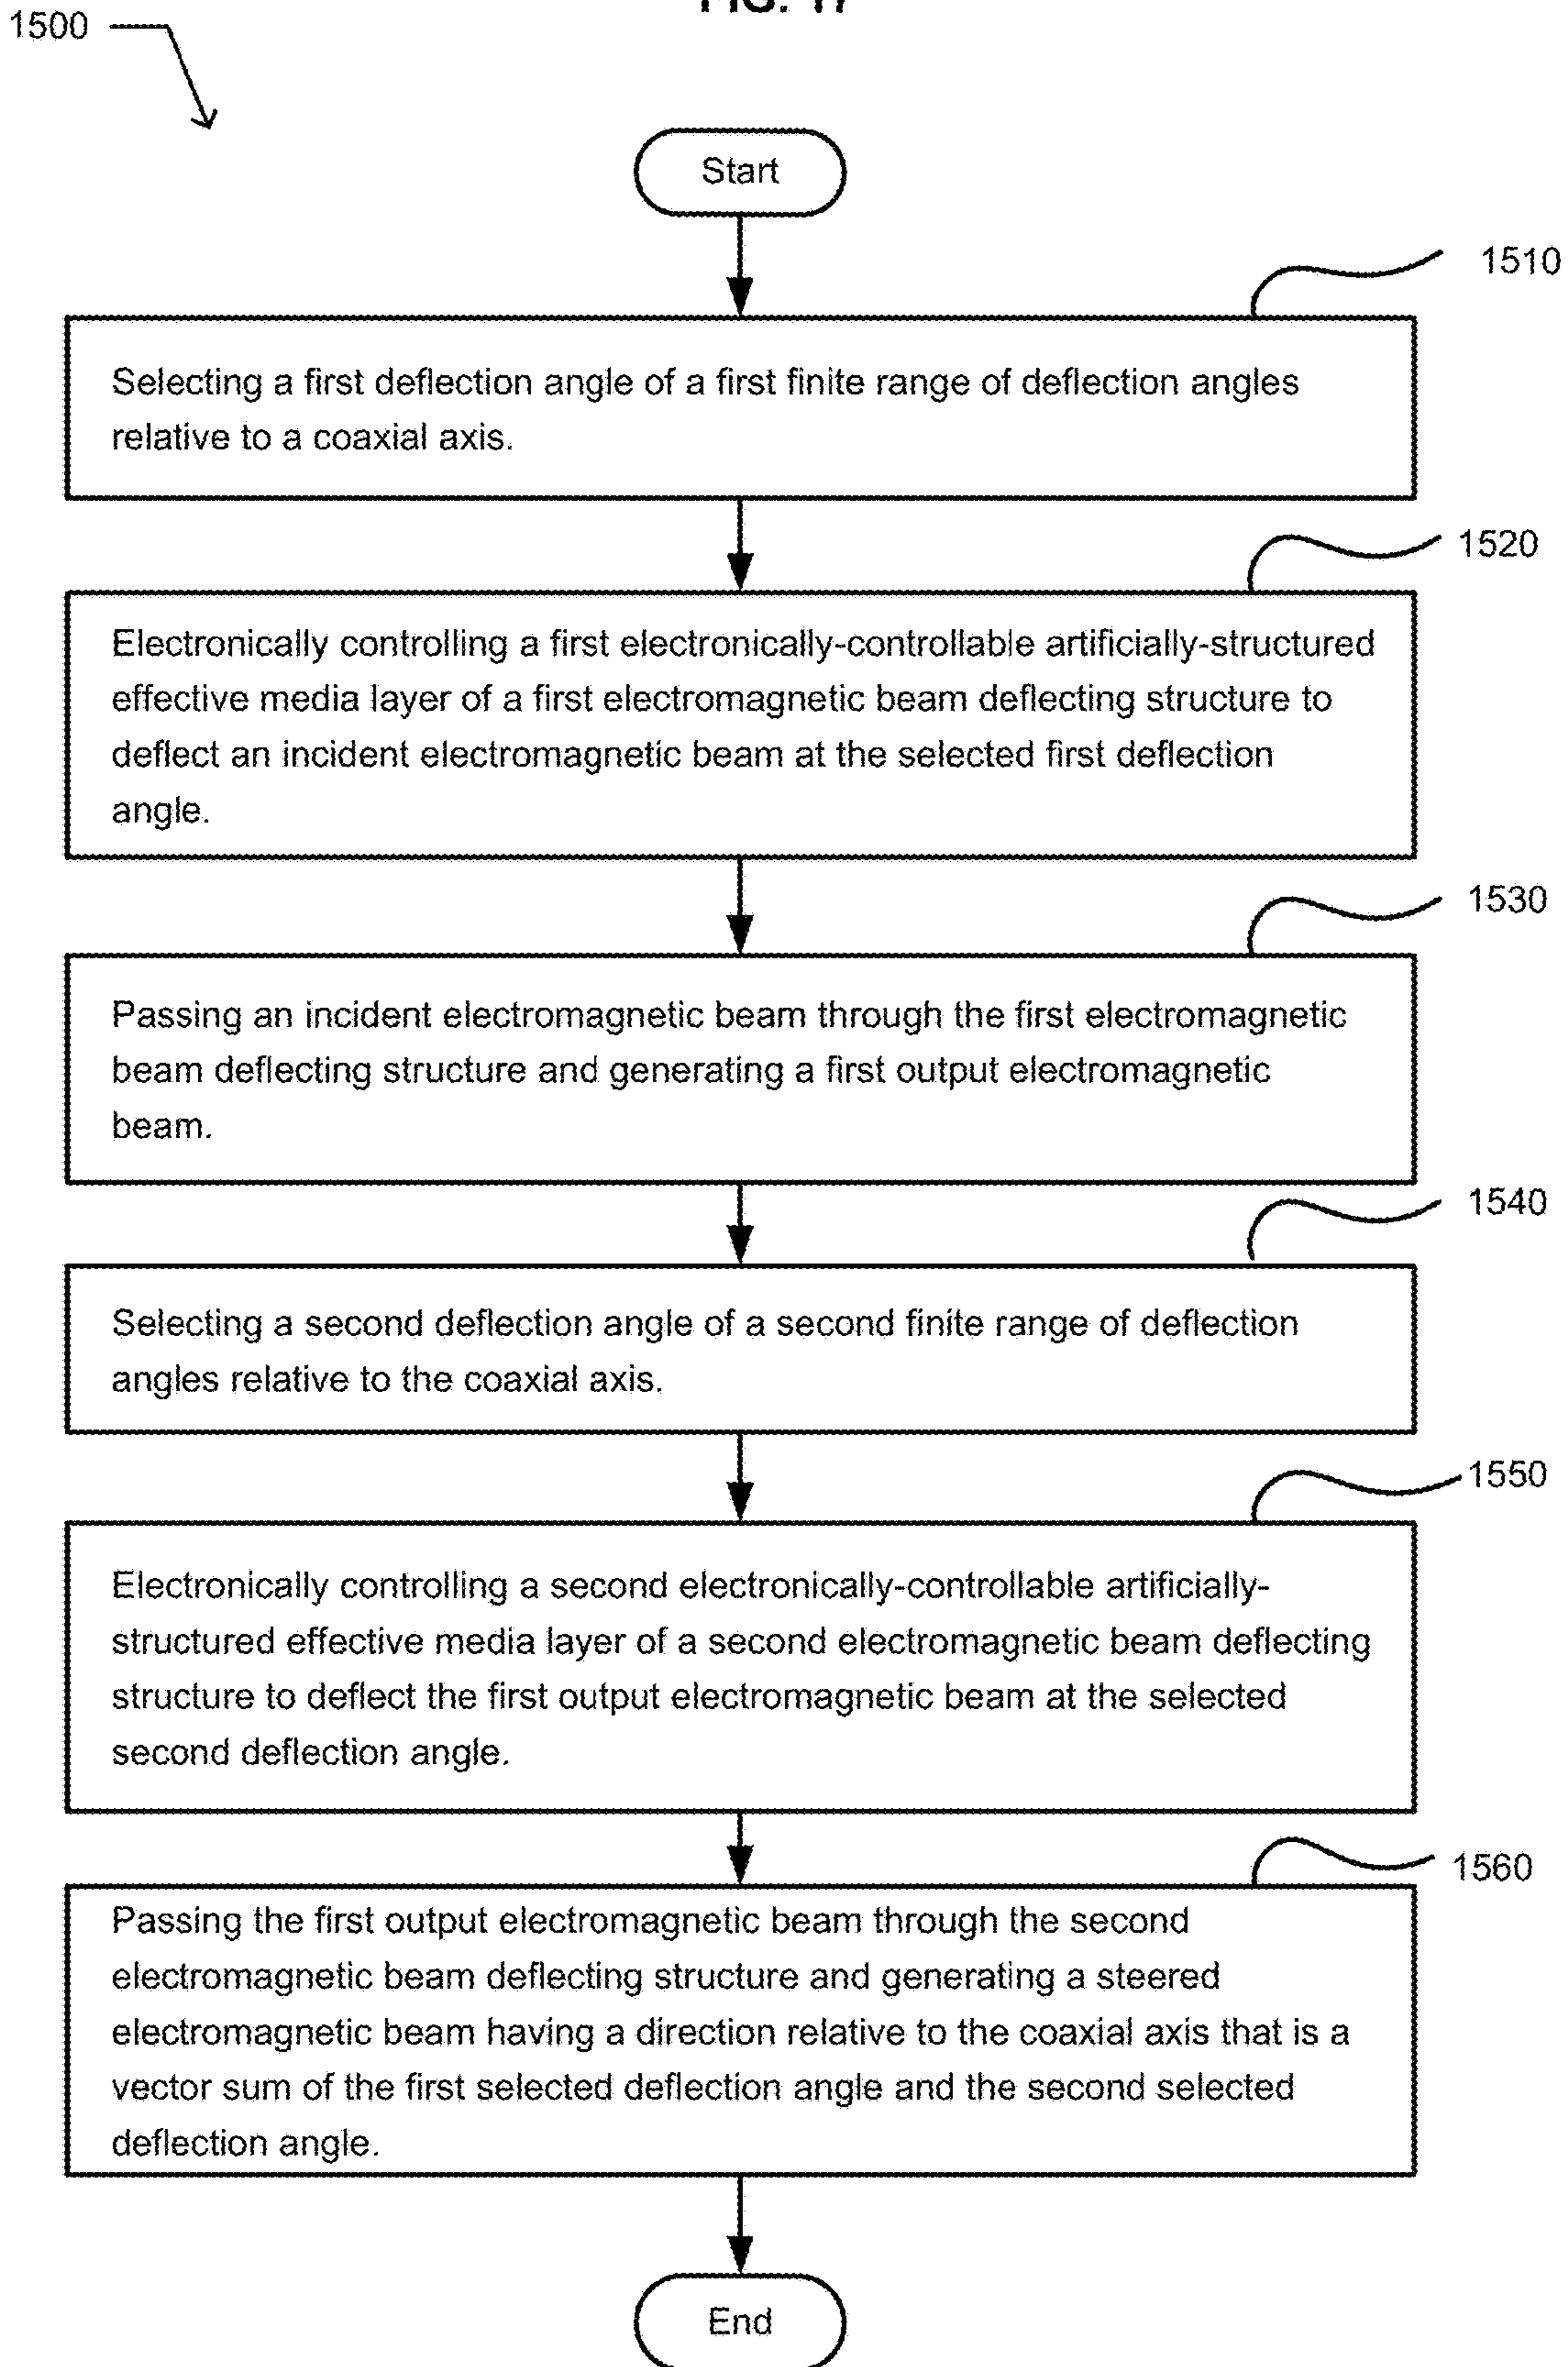 FIG. 17
1500
Start
1510
Selecting a first deflection angle of a first finite range of deflection angles
relative to a coaxial axis.
1520
Electronically controlling a first electronically-controllable artificially-structured
effective media layer of a first electromagnetic beam deflecting structure to
deflect an incident electromagnetic beam at the selected first deflection
angle.
1530
Passing an incident electromagnetic beam through the first electromagnetic
beam deflecting structure and generating a first output electromagnetic
beam.
1540
Selecting a second deflection angle of a second finite range of deflection
angles relative to the coaxial axis.
1550
Electronically controlling a second electronically-controllable artificially-
structured effective media layer of a second electromagnetic beam deflecting
structure to deflect the first output electromagnetic beam at the selected
second deflection angle.
1560
Passing the first output electromagnetic beam through the second
electromagnetic beam deflecting structure and generating a steered
electromagnetic beam having a direction relative to the coaxial axis that is a
vector sum of the first selected deflection angle and the second selected
deflection angle.
End